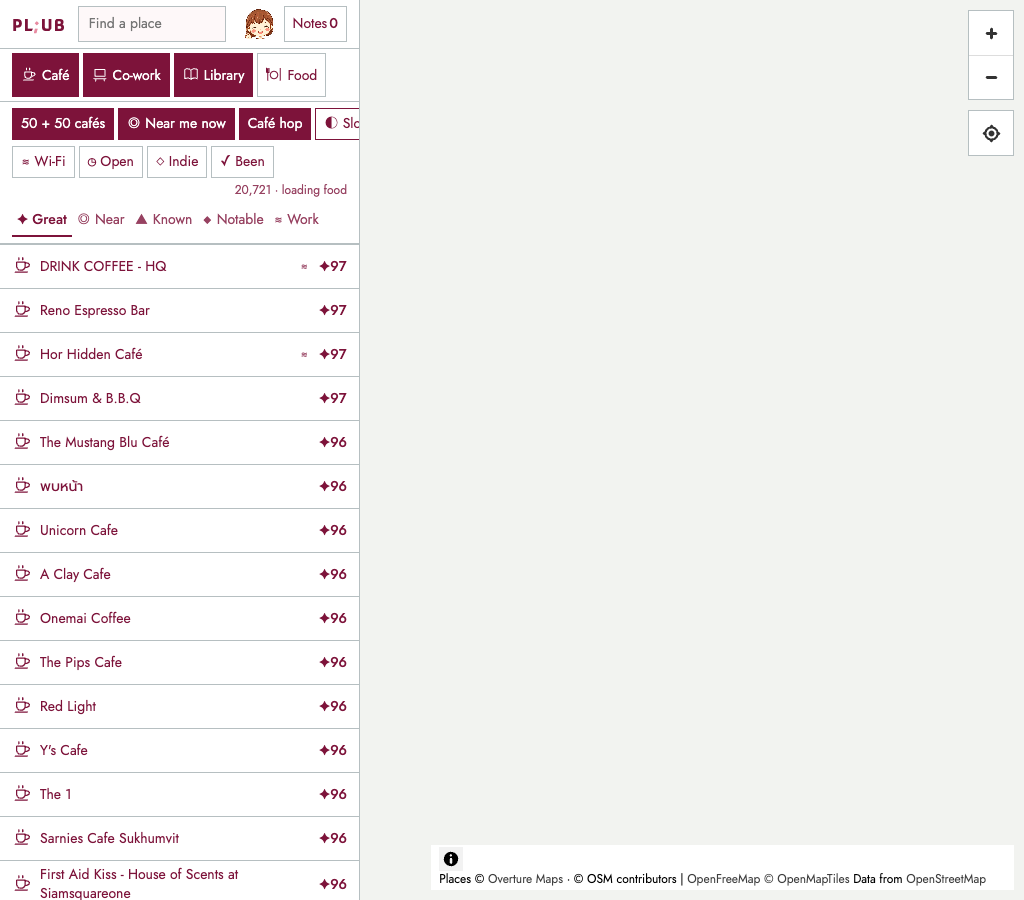 PL;UB
Find a place
Notes 0
Café
Co-work
Library
Food
50 + 50 cafés
Near me now
Café hop
Slo
Wi-Fi
Open
Indie
Been
20,721 · loading food
Great
Near
Known
Notable
Work
DRINK COFFEE - HQ ≈ ✦97
Reno Espresso Bar ✦97
Hor Hidden Café ≈ ✦97
Dimsum & B.B.Q ✦97
The Mustang Blu Café ✦96
พบหน้า ✦96
Unicorn Cafe ✦96
A Clay Cafe ✦96
Onemai Coffee ✦96
The Pips Cafe ✦96
Red Light ✦96
Y's Cafe ✦96
The 1 ✦96
Sarnies Cafe Sukhumvit ✦96
First Aid Kiss - House of Scents at
Siamsquareone ✦96
Places © Overture Maps · © OSM contributors | OpenFreeMap © OpenMapTiles Data from OpenStreetMap